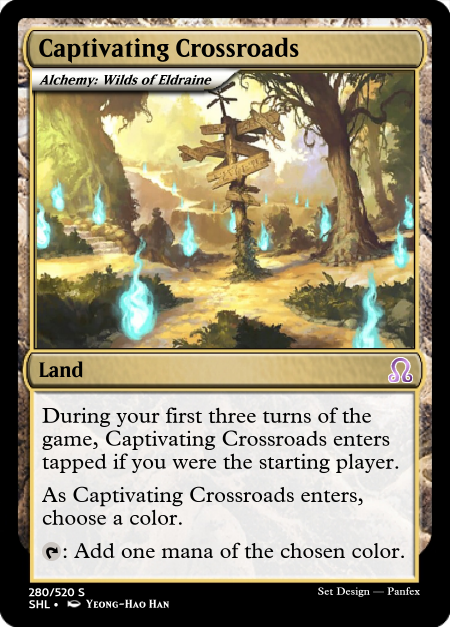 Captivating Crossroads
Alchemy: Wilds of Eldraine
Land
During your first three turns of the
game, Captivating Crossroads enters
tapped if you were the starting player.
As Captivating Crossroads enters,
choose a color.
: Add one mana of the chosen color.
280/520 S
Set Design — Panfex
SHL • Yeong-Hao Han